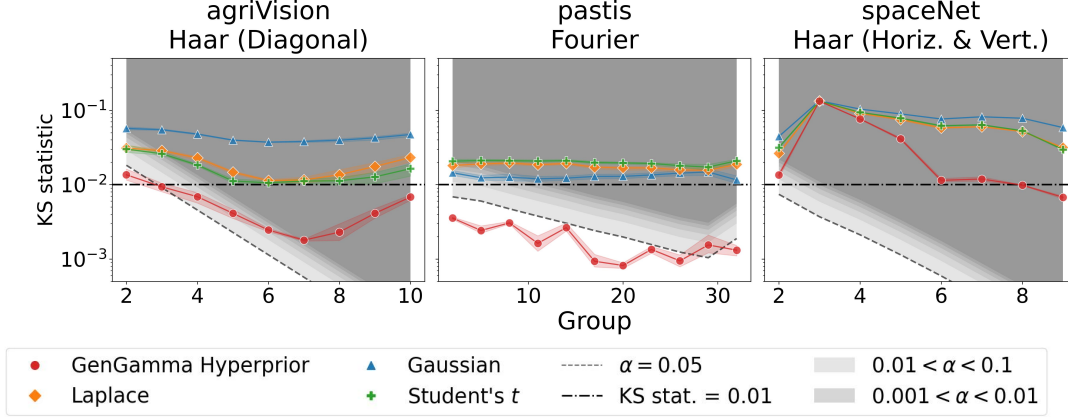 agriVision
Haar (Diagonal)
pastis
Fourier
spaceNet
Haar (Horiz. & Vert.)
KS statistic
10⁻¹
10⁻²
10⁻³
2 4 6 8 10
10 20 30
2 4 6 8
Group
GenGamma Hyperprior
Laplace
Gaussian
Student's t
α = 0.05
KS stat. = 0.01
0.01 < α < 0.1
0.001 < α < 0.01